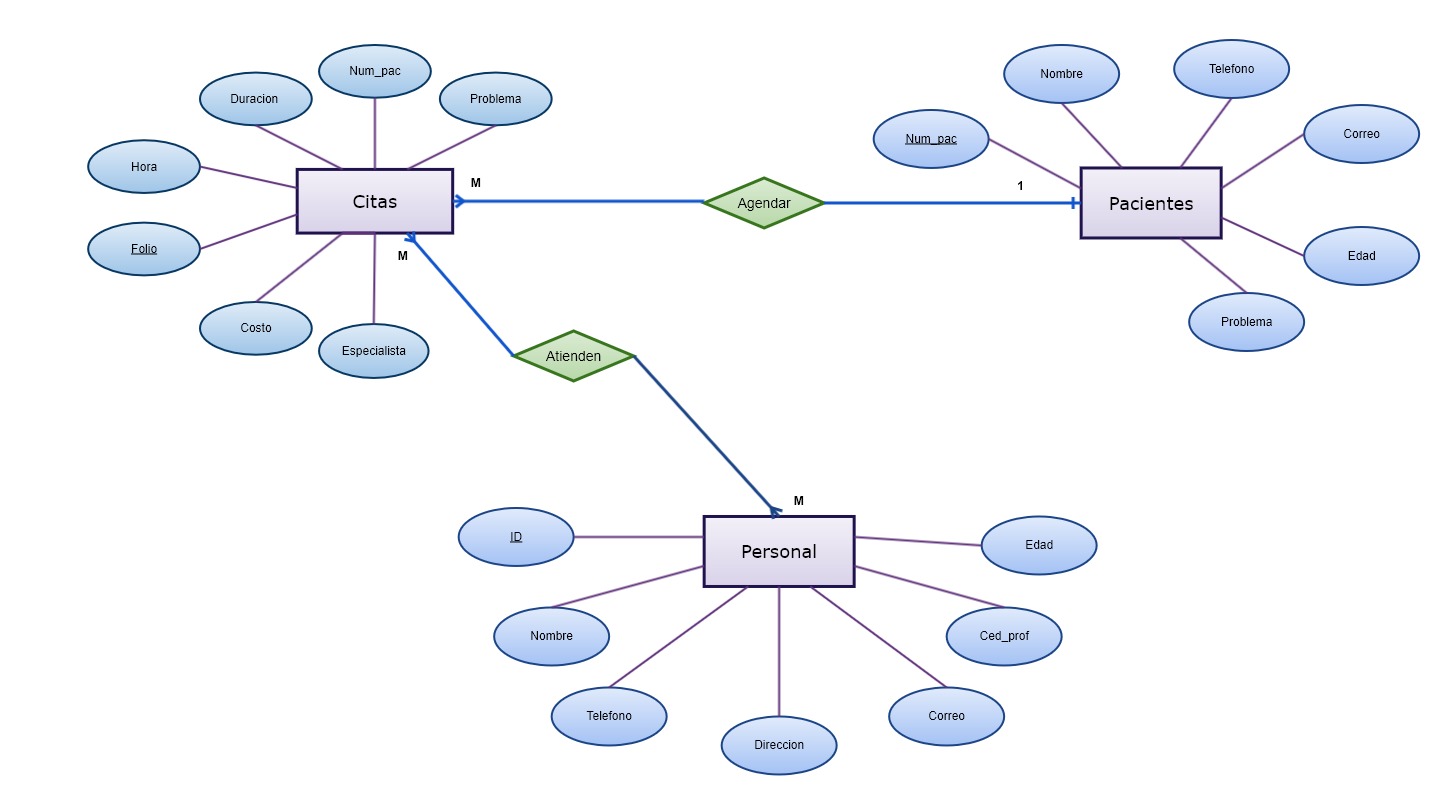 Num_pac
Duracion
Problema
Hora
Citas
Folio
Costo
Especialista
M
M
Agendar
1
Nombre
Telefono
Num_pac
Correo
Pacientes
Edad
Problema
Atienden
M
ID
Personal
Edad
Nombre
Ced_prof
Telefono
Correo
Direccion